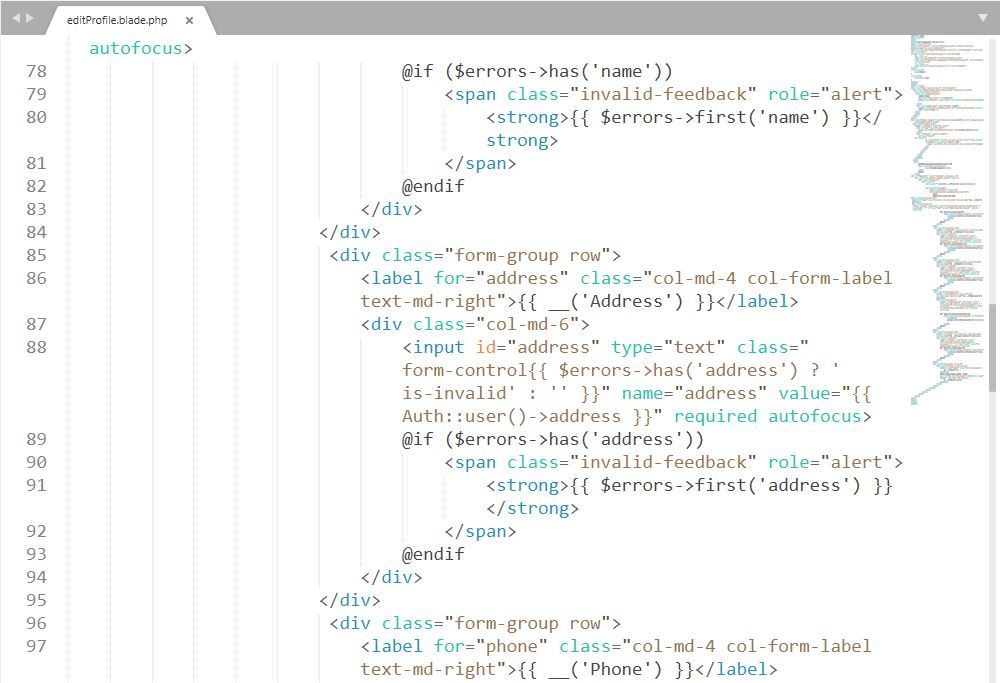 editProfile.blade.php ×
autofocus>
78 @if ($errors->has('name'))
79 <span class="invalid-feedback" role="alert">
80 <strong>{{ $errors->first('name') }}</
strong>
81 </span>
82 @endif
83 </div>
84 </div>
85 <div class="form-group row">
86 <label for="address" class="col-md-4 col-form-label
text-md-right">{{ __('Address') }}</label>
87 <div class="col-md-6">
88 <input id="address" type="text" class="
form-control{{ $errors->has('address') ? '
is-invalid' : '' }}" name="address" value="{{
Auth::user()->address }}" required autofocus>
89 @if ($errors->has('address'))
90 <span class="invalid-feedback" role="alert">
91 <strong>{{ $errors->first('address') }}
</strong>
92 </span>
93 @endif
94 </div>
95 </div>
96 <div class="form-group row">
97 <label for="phone" class="col-md-4 col-form-label
text-md-right">{{ __('Phone') }}</label>